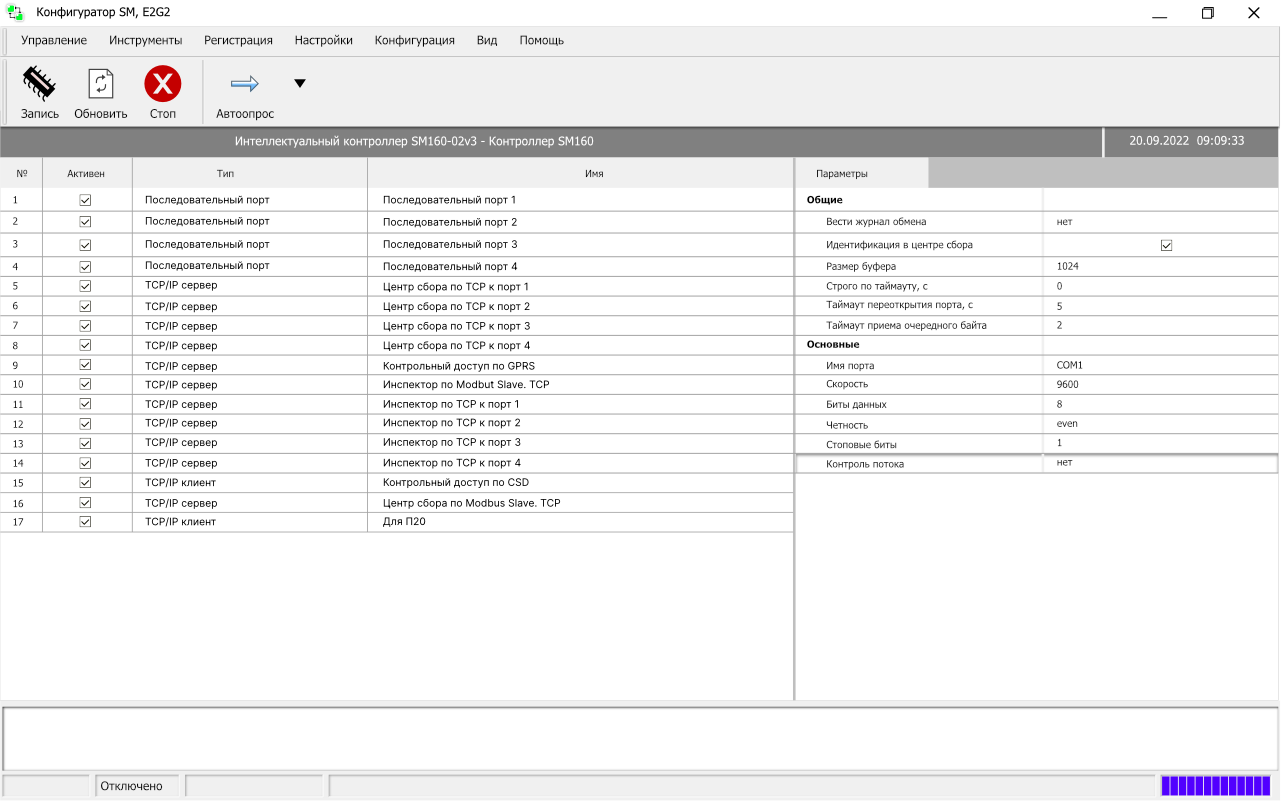 Конфигуратор SM, E2G2
Управление Инструменты Регистрация Настройки Конфигурация Вид Помощь
Запись Обновить Стоп Автоопрос
Интеллектуальный контроллер SM160-02v3 - Контроллер SM160 20.09.2022 09:09:33
№ Активен Тип Имя Параметры
1 Последовательный порт Последовательный порт 1 Общие
2 Последовательный порт Последовательный порт 2 Вести журнал обмена нет
3 Последовательный порт Последовательный порт 3 Идентификация в центре сбора
4 Последовательный порт Последовательный порт 4 Размер буфера 1024
5 TCP/IP сервер Центр сбора по TCP к порт 1 Строго по таймауту, с 0
6 TCP/IP сервер Центр сбора по TCP к порт 2 Таймаут переоткрытия порта, с 5
7 TCP/IP сервер Центр сбора по TCP к порт 3 Таймаут приема очередного байта 2
8 TCP/IP сервер Центр сбора по TCP к порт 4 Основные
9 TCP/IP сервер Контрольный доступ по GPRS Имя порта COM1
10 TCP/IP сервер Инспектор по Modbut Slave. TCP Скорость 9600
11 TCP/IP сервер Инспектор по TCP к порт 1 Биты данных 8
12 TCP/IP сервер Инспектор по TCP к порт 2 Четность even
13 TCP/IP сервер Инспектор по TCP к порт 3 Стоповые биты 1
14 TCP/IP сервер Инспектор по TCP к порт 4 Контроль потока нет
15 TCP/IP клиент Контрольный доступ по CSD
16 TCP/IP сервер Центр сбора по Modbus Slave. TCP
17 TCP/IP клиент Для П20
Отключено